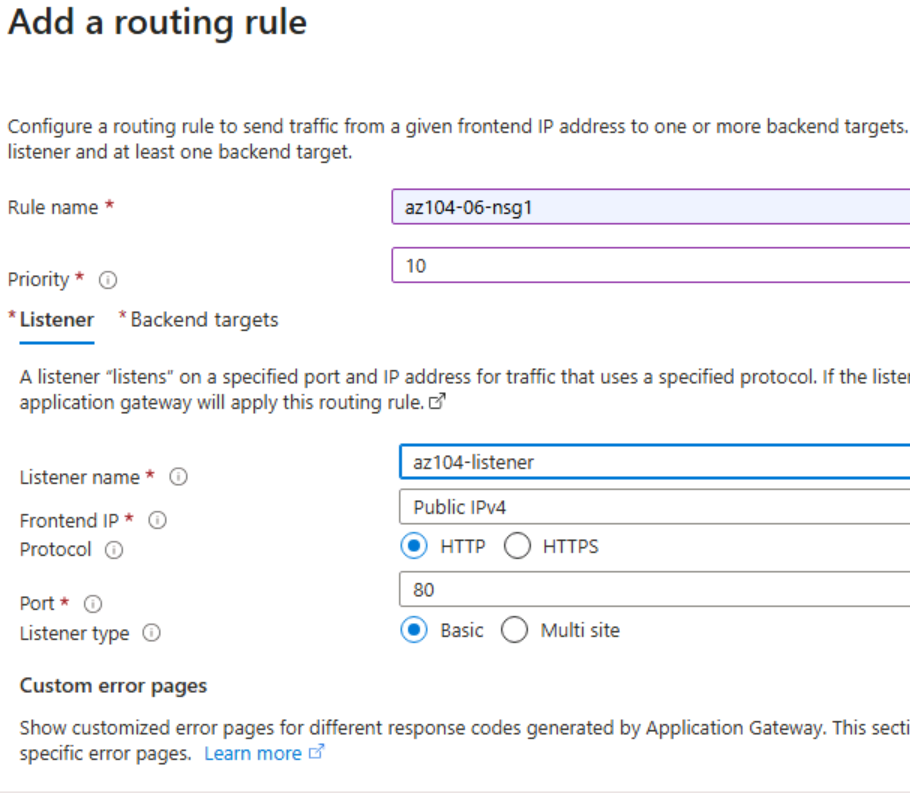 Add a routing rule
Configure a routing rule to send traffic from a given frontend IP address to one or more backend targets.
listener and at least one backend target.
Rule name *
az104-06-nsg1
Priority *
10
* Listener * Backend targets
A listener “listens” on a specified port and IP address for traffic that uses a specified protocol. If the
application gateway will apply this routing rule.
Listener name *
az104-listener
Frontend IP *
Public IPv4
Protocol
HTTP HTTPS
Port *
80
Listener type
Basic Multi site
Custom error pages
Show customized error pages for different response codes generated by Application Gateway. This
specific error pages. Learn more